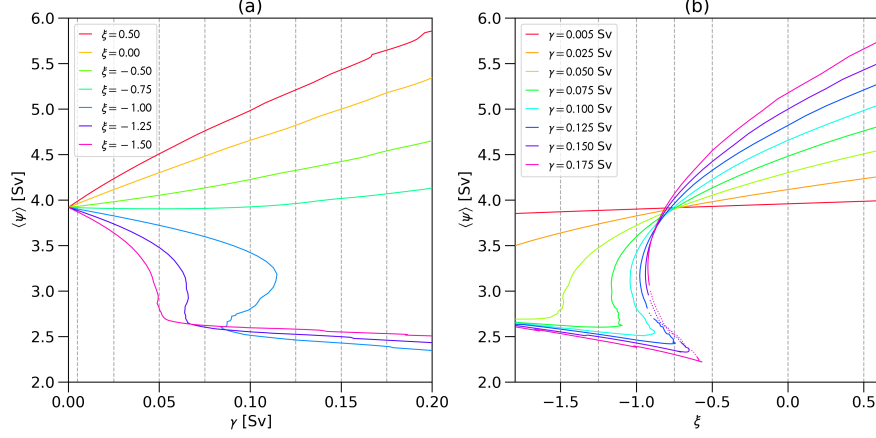 (a)
6.0
5.5
5.0
4.5
4.0
3.5
3.0
2.5
2.0
⟨ψ⟩ [Sv]
ξ = 0.50
ξ = 0.00
ξ = −0.50
ξ = −0.75
ξ = −1.00
ξ = −1.25
ξ = −1.50
0.00 0.05 0.10 0.15 0.20
γ [Sv]
(b)
6.0
5.5
5.0
4.5
4.0
3.5
3.0
2.5
2.0
⟨ψ⟩ [Sv]
γ = 0.005 Sv
γ = 0.025 Sv
γ = 0.050 Sv
γ = 0.075 Sv
γ = 0.100 Sv
γ = 0.125 Sv
γ = 0.150 Sv
γ = 0.175 Sv
−1.5 −1.0 −0.5 0.0 0.5
ξ